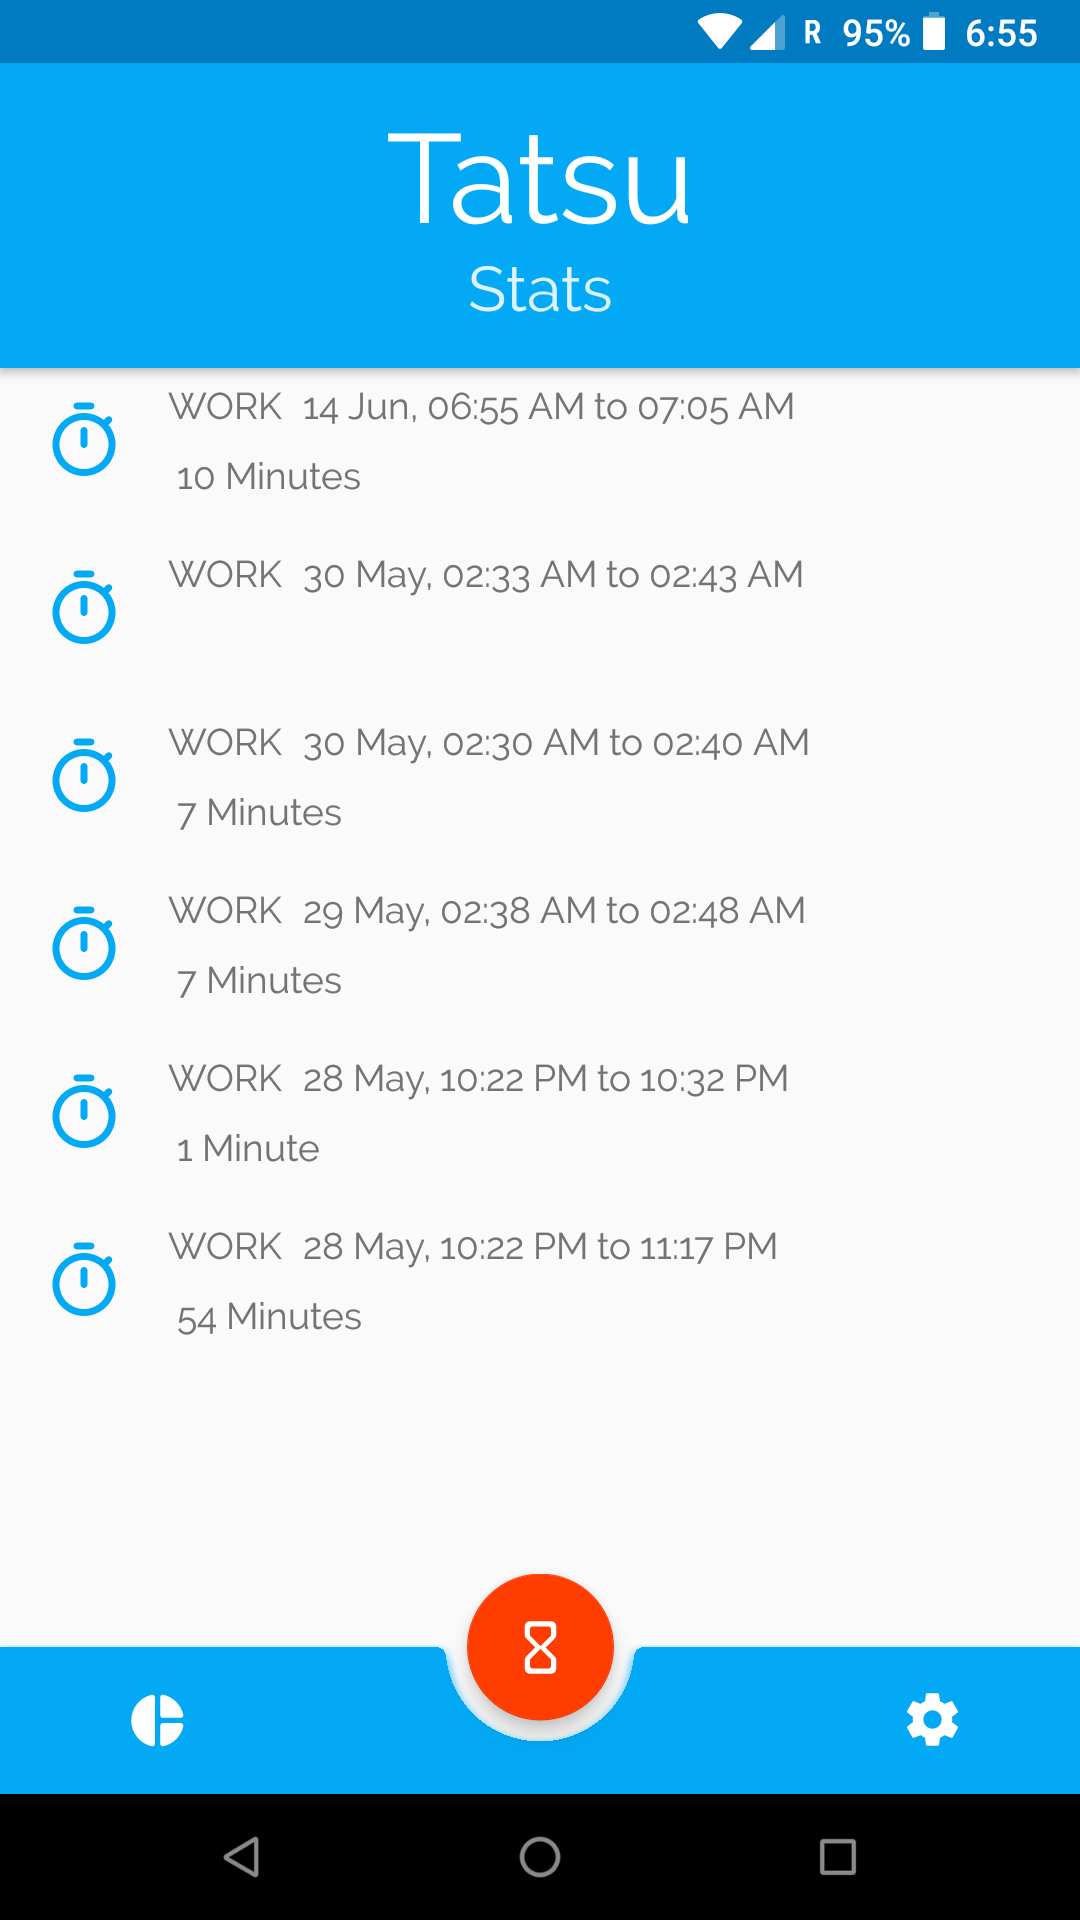 R 95% 6:55
Tatsu
Stats
WORK 14 Jun, 06:55 AM to 07:05 AM
10 Minutes
WORK 30 May, 02:33 AM to 02:43 AM
WORK 30 May, 02:30 AM to 02:40 AM
7 Minutes
WORK 29 May, 02:38 AM to 02:48 AM
7 Minutes
WORK 28 May, 10:22 PM to 10:32 PM
1 Minute
WORK 28 May, 10:22 PM to 11:17 PM
54 Minutes